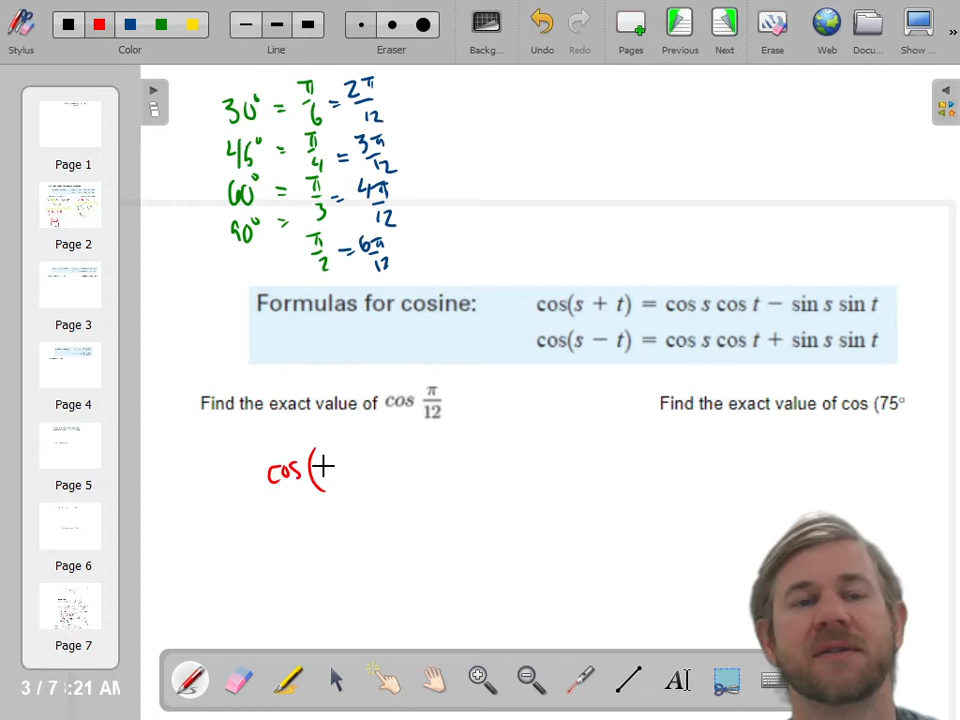 Stylus
Color
Line
Eraser
Backg...
Undo
Redo
Pages
Previous
Next
Erase
Web
Docu...
Show ...
»
Page 1
Page 2
Page 3
Page 4
Page 5
Page 6
Page 7
3 / 7
:21 AM
30° = π/6 = 2π/12
45° = π/4 = 3π/12
60° = π/3 = 4π/12
90° = π/2 = 6π/12
Formulas for cosine: cos(s + t) = cos s cos t − sin s sin t
cos(s − t) = cos s cos t + sin s sin t
Find the exact value of cos π/12
Find the exact value of cos (75°
cos(